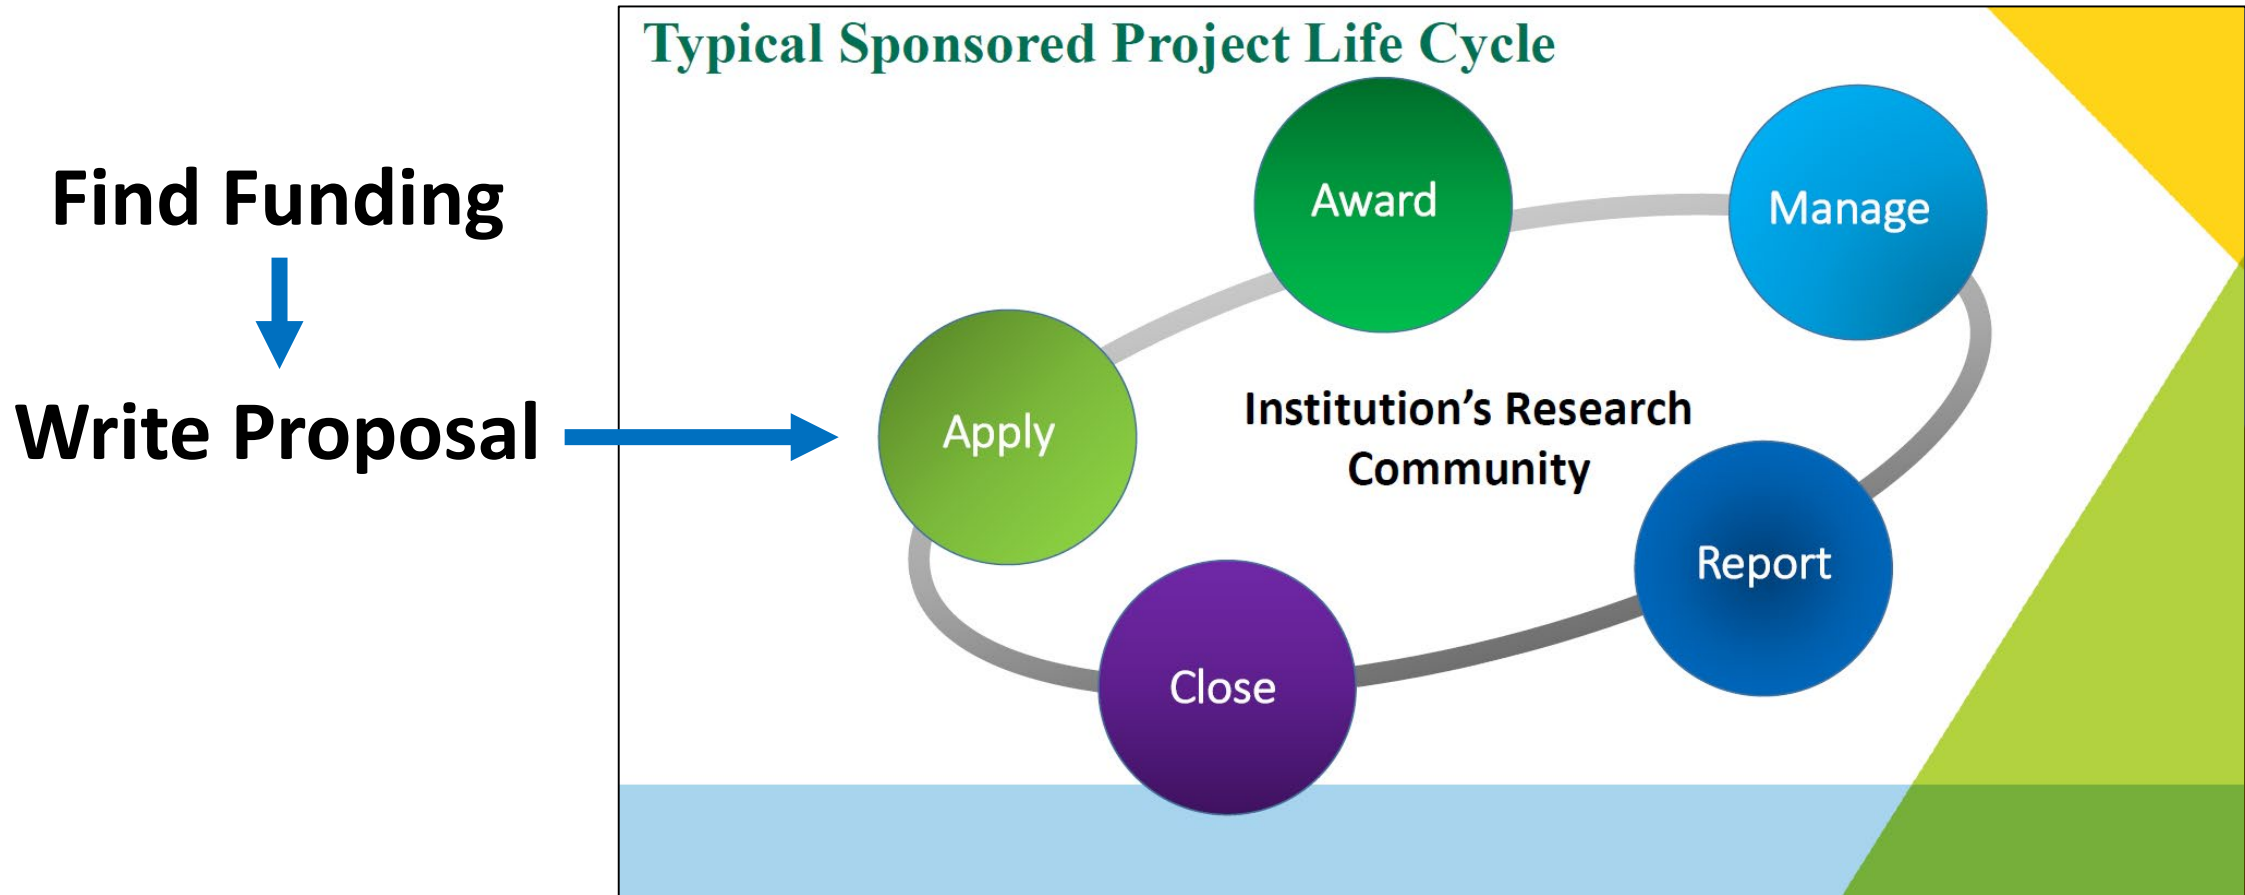 Typical Sponsored Project Life Cycle
Find Funding
Write Proposal
Apply
Award
Manage
Report
Close
Institution’s Research
Community